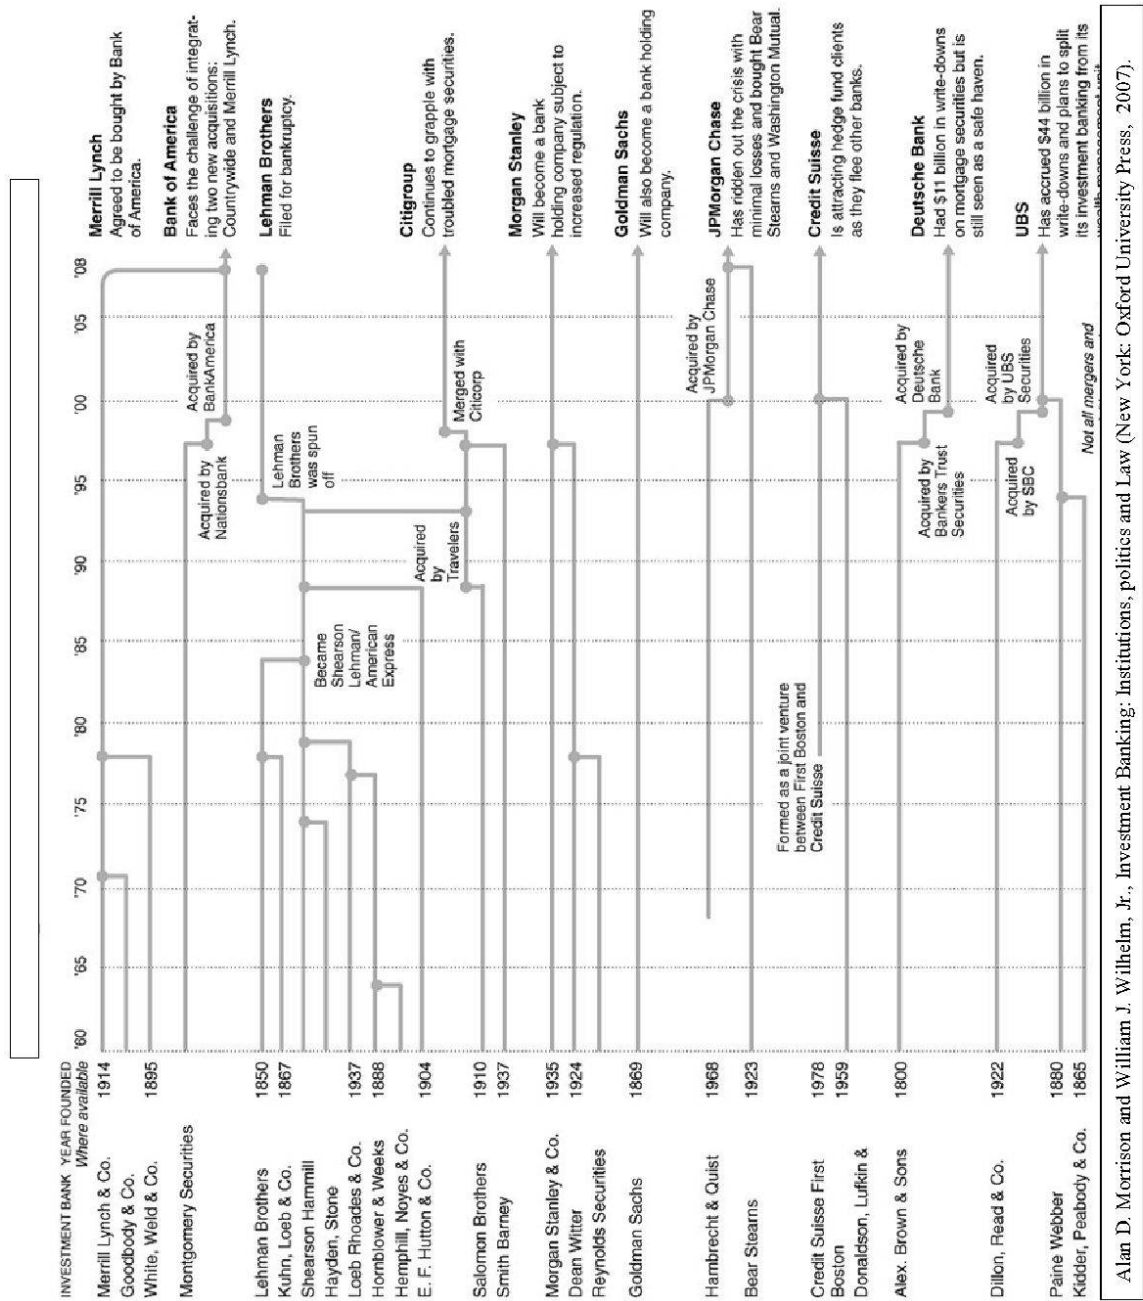 INVESTMENT BANK YEAR FOUNDED
Where available
'60
'65
'70
'75
'80
'85
'90
'95
'00
'05
'08
Merrill Lynch & Co.
1914
Goodbody & Co.
White, Weld & Co.
1895
Montgomery Securities
Lehman Brothers
1850
Kuhn, Loeb & Co.
1867
Shearson Hammill
Hayden, Stone
Loeb Rhoades & Co.
1937
Hornblower & Weeks
1888
Hemphill, Noyes & Co.
E. F. Hutton & Co.
1904
Salomon Brothers
1910
Smith Barney
1937
Morgan Stanley & Co.
1935
Dean Witter
1924
Reynolds Securities
Goldman Sachs
1869
Hambrecht & Quist
1968
Bear Stearns
1923
Credit Suisse First
Boston
1978
Donaldson, Lufkin &
1959
Alex. Brown & Sons
1800
Dillon, Read & Co.
1922
Paine Webber
1880
Kidder, Peabody & Co.
1865
Acquired by
Nationsbank
Acquired by
BankAmerica
Lehman
Brothers
was spun
off
Became
Shearson
Lehman/
American
Express
Acquired
by
Travelers
Merged with
Citicorp
Acquired by
JPMorgan Chase
Formed as a joint venture
between First Boston and
Credit Suisse
Acquired by
Bankers Trust
Securities
Acquired by
Deutsche
Bank
Acquired
by SBC
Acquired
by UBS
Securities
Not all mergers and
Merrill Lynch
Agreed to be bought by Bank
of America.
Bank of America
Faces the challenge of integrat-
ing two new acquisitions:
Countrywide and Merrill Lynch.
Lehman Brothers
Filed for bankruptcy.
Citigroup
Continues to grapple with
troubled mortgage securities.
Morgan Stanley
Will become a bank
holding company subject to
increased regulation.
Goldman Sachs
Will also become a bank holding
company.
JPMorgan Chase
Has ridden out the crisis with
minimal losses and bought Bear
Stearns and Washington Mutual.
Credit Suisse
Is attracting hedge fund clients
as they flee other banks.
Deutsche Bank
Had $11 billion in write-downs
on mortgage securities but is
still seen as a safe haven.
UBS
Has accrued $44 billion in
write-downs and plans to split
its investment banking from its
Alan D. Morrison and William J. Wilhelm, Jr., Investment Banking: Institutions, politics and Law (New York: Oxford University Press, 2007).